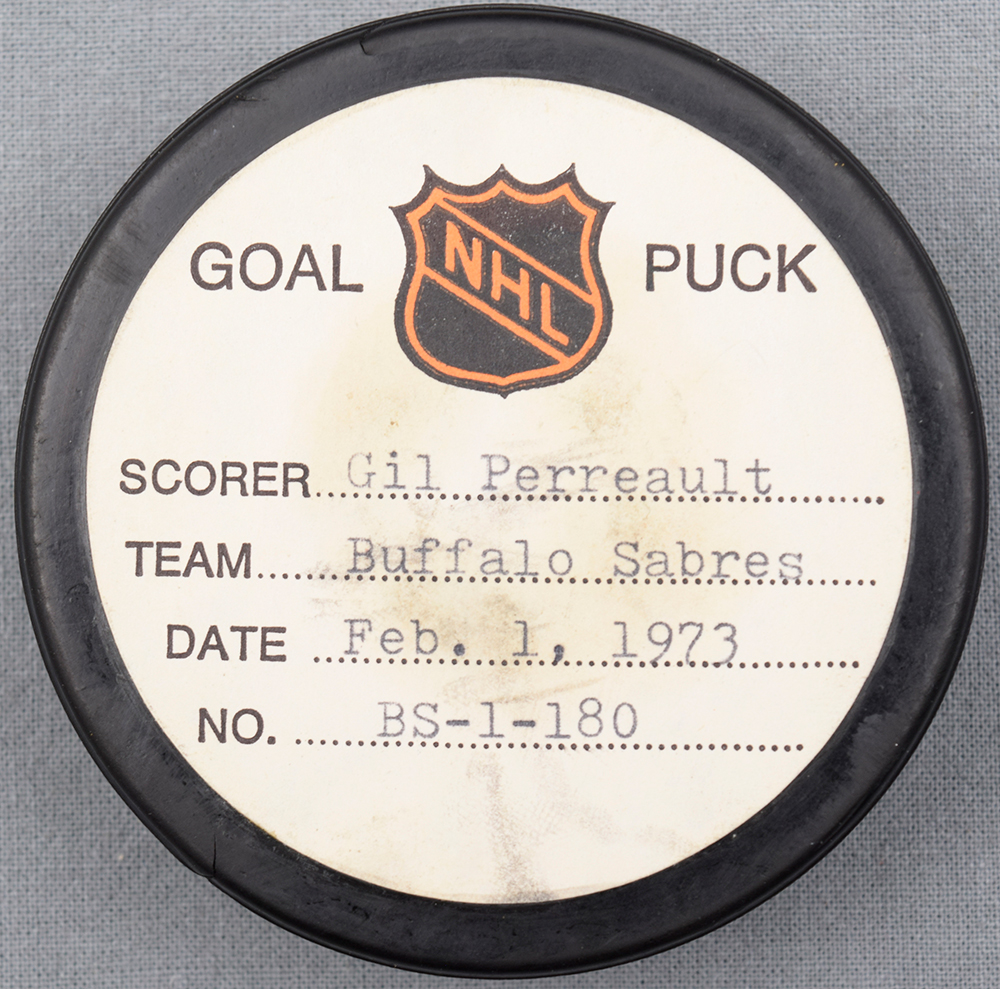 GOAL NHL PUCK
SCORER Gil Perreault
TEAM Buffalo Sabres
DATE Feb. 1, 1973
NO. BS-1-180